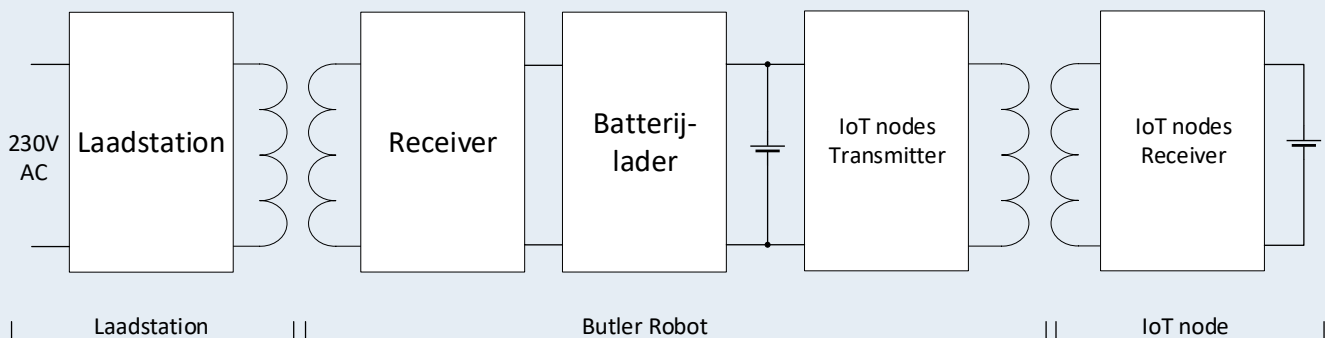 230V
AC
Laadstation
Receiver
Batterij-
lader
IoT nodes
Transmitter
IoT nodes
Receiver
Laadstation
Butler Robot
IoT node